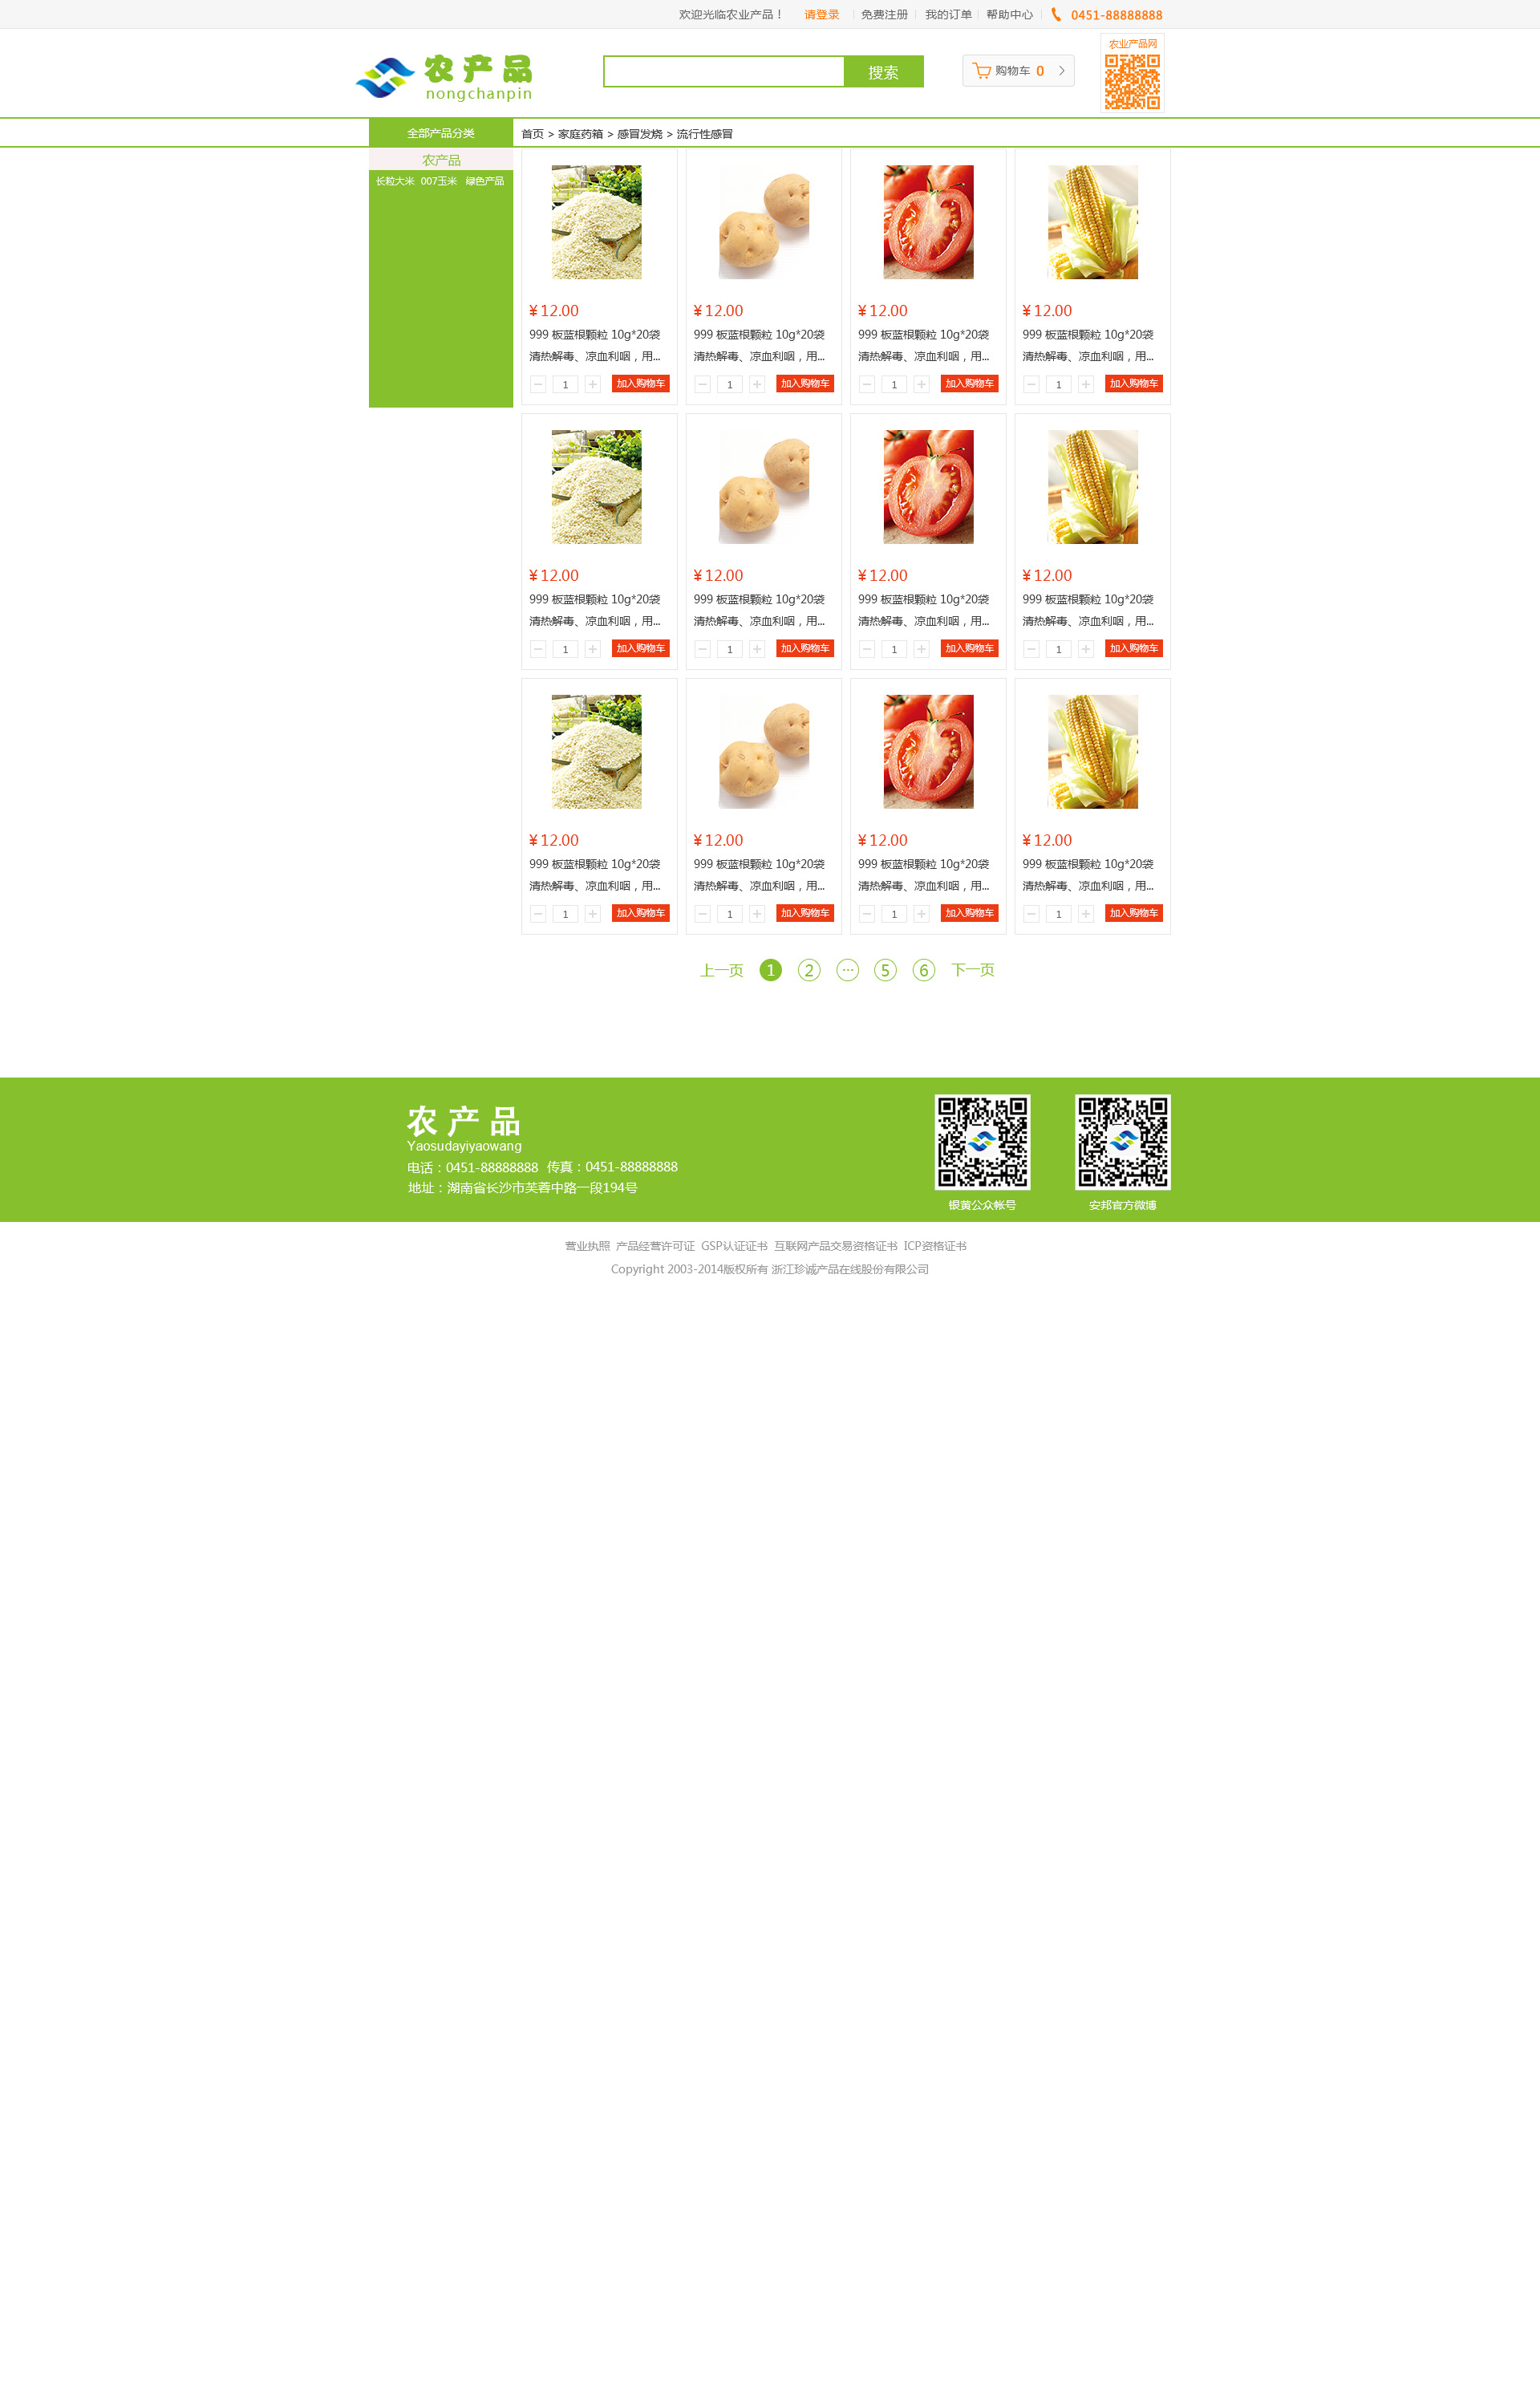 欢迎光临农业产品！ 请登录 免费注册 我的订单 帮助中心 0451-88888888
农业产品网
农产品
nongchanpin
搜索
购物车 0
全部产品分类
首页 > 家庭药箱 > 感冒发烧 > 流行性感冒
农产品
长粒大米 007玉米 绿色产品
¥ 12.00 ¥ 12.00 ¥ 12.00 ¥ 12.00
999 板蓝根颗粒 10g*20袋 999 板蓝根颗粒 10g*20袋 999 板蓝根颗粒 10g*20袋 999 板蓝根颗粒 10g*20袋
清热解毒、凉血利咽，用... 清热解毒、凉血利咽，用... 清热解毒、凉血利咽，用... 清热解毒、凉血利咽，用...
1 加入购物车 1 加入购物车 1 加入购物车 1 加入购物车
¥ 12.00 ¥ 12.00 ¥ 12.00 ¥ 12.00
999 板蓝根颗粒 10g*20袋 999 板蓝根颗粒 10g*20袋 999 板蓝根颗粒 10g*20袋 999 板蓝根颗粒 10g*20袋
清热解毒、凉血利咽，用... 清热解毒、凉血利咽，用... 清热解毒、凉血利咽，用... 清热解毒、凉血利咽，用...
1 加入购物车 1 加入购物车 1 加入购物车 1 加入购物车
¥ 12.00 ¥ 12.00 ¥ 12.00 ¥ 12.00
999 板蓝根颗粒 10g*20袋 999 板蓝根颗粒 10g*20袋 999 板蓝根颗粒 10g*20袋 999 板蓝根颗粒 10g*20袋
清热解毒、凉血利咽，用... 清热解毒、凉血利咽，用... 清热解毒、凉血利咽，用... 清热解毒、凉血利咽，用...
1 加入购物车 1 加入购物车 1 加入购物车 1 加入购物车
上一页 1 2 ... 5 6 下一页
农产品
Yaosudayiyaowang
电话：0451-88888888 传真：0451-88888888
地址：湖南省长沙市芙蓉中路一段194号
银黄公众帐号 安邦官方微博
营业执照 产品经营许可证 GSP认证证书 互联网产品交易资格证书 ICP资格证书
Copyright 2003-2014版权所有 浙江珍诚产品在线股份有限公司